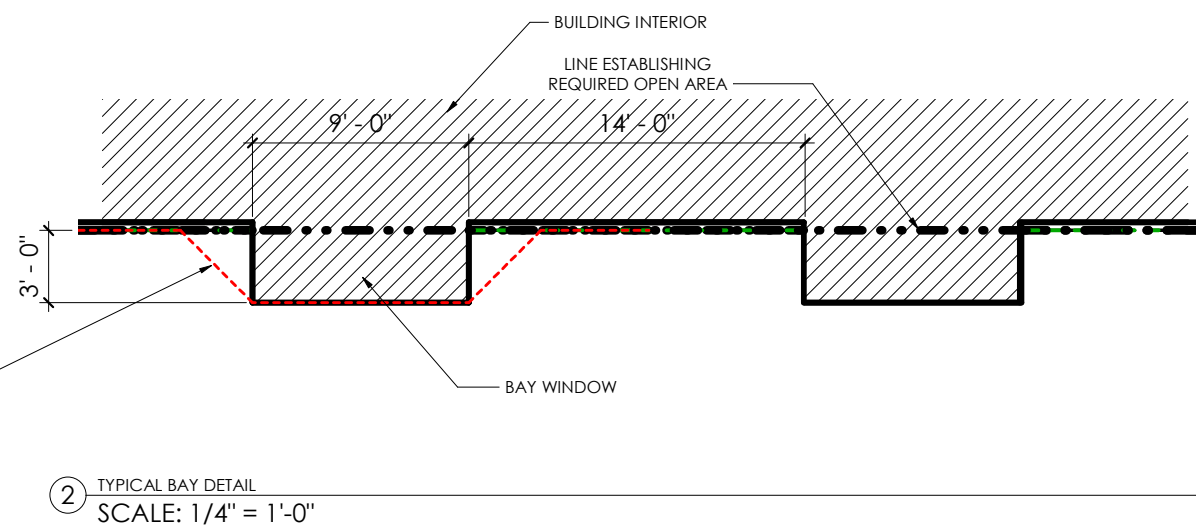 BUILDING INTERIOR
LINE ESTABLISHING
REQUIRED OPEN AREA
9' - 0"
14' - 0"
3' - 0"
BAY WINDOW
2
TYPICAL BAY DETAIL
SCALE: 1/4" = 1'-0"